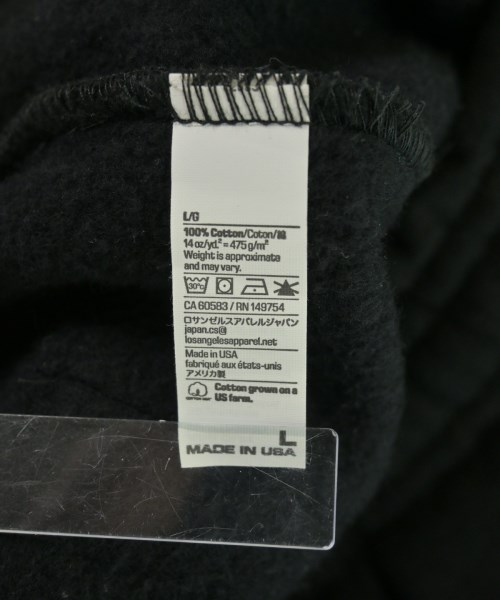 L/G
100% Cotton/Coton/綿
14 oz/yd.² = 475 g/m²
Weight is approximate
and may vary.
30°C
CA 60583 / RN 149754
ロサンゼルスアパレルジャパン
japan.cs@
losangelesapparel.net
Made in USA
fabriqué aux états-unis
アメリカ製
Cotton grown on a
US farm.
L
MADE IN USA